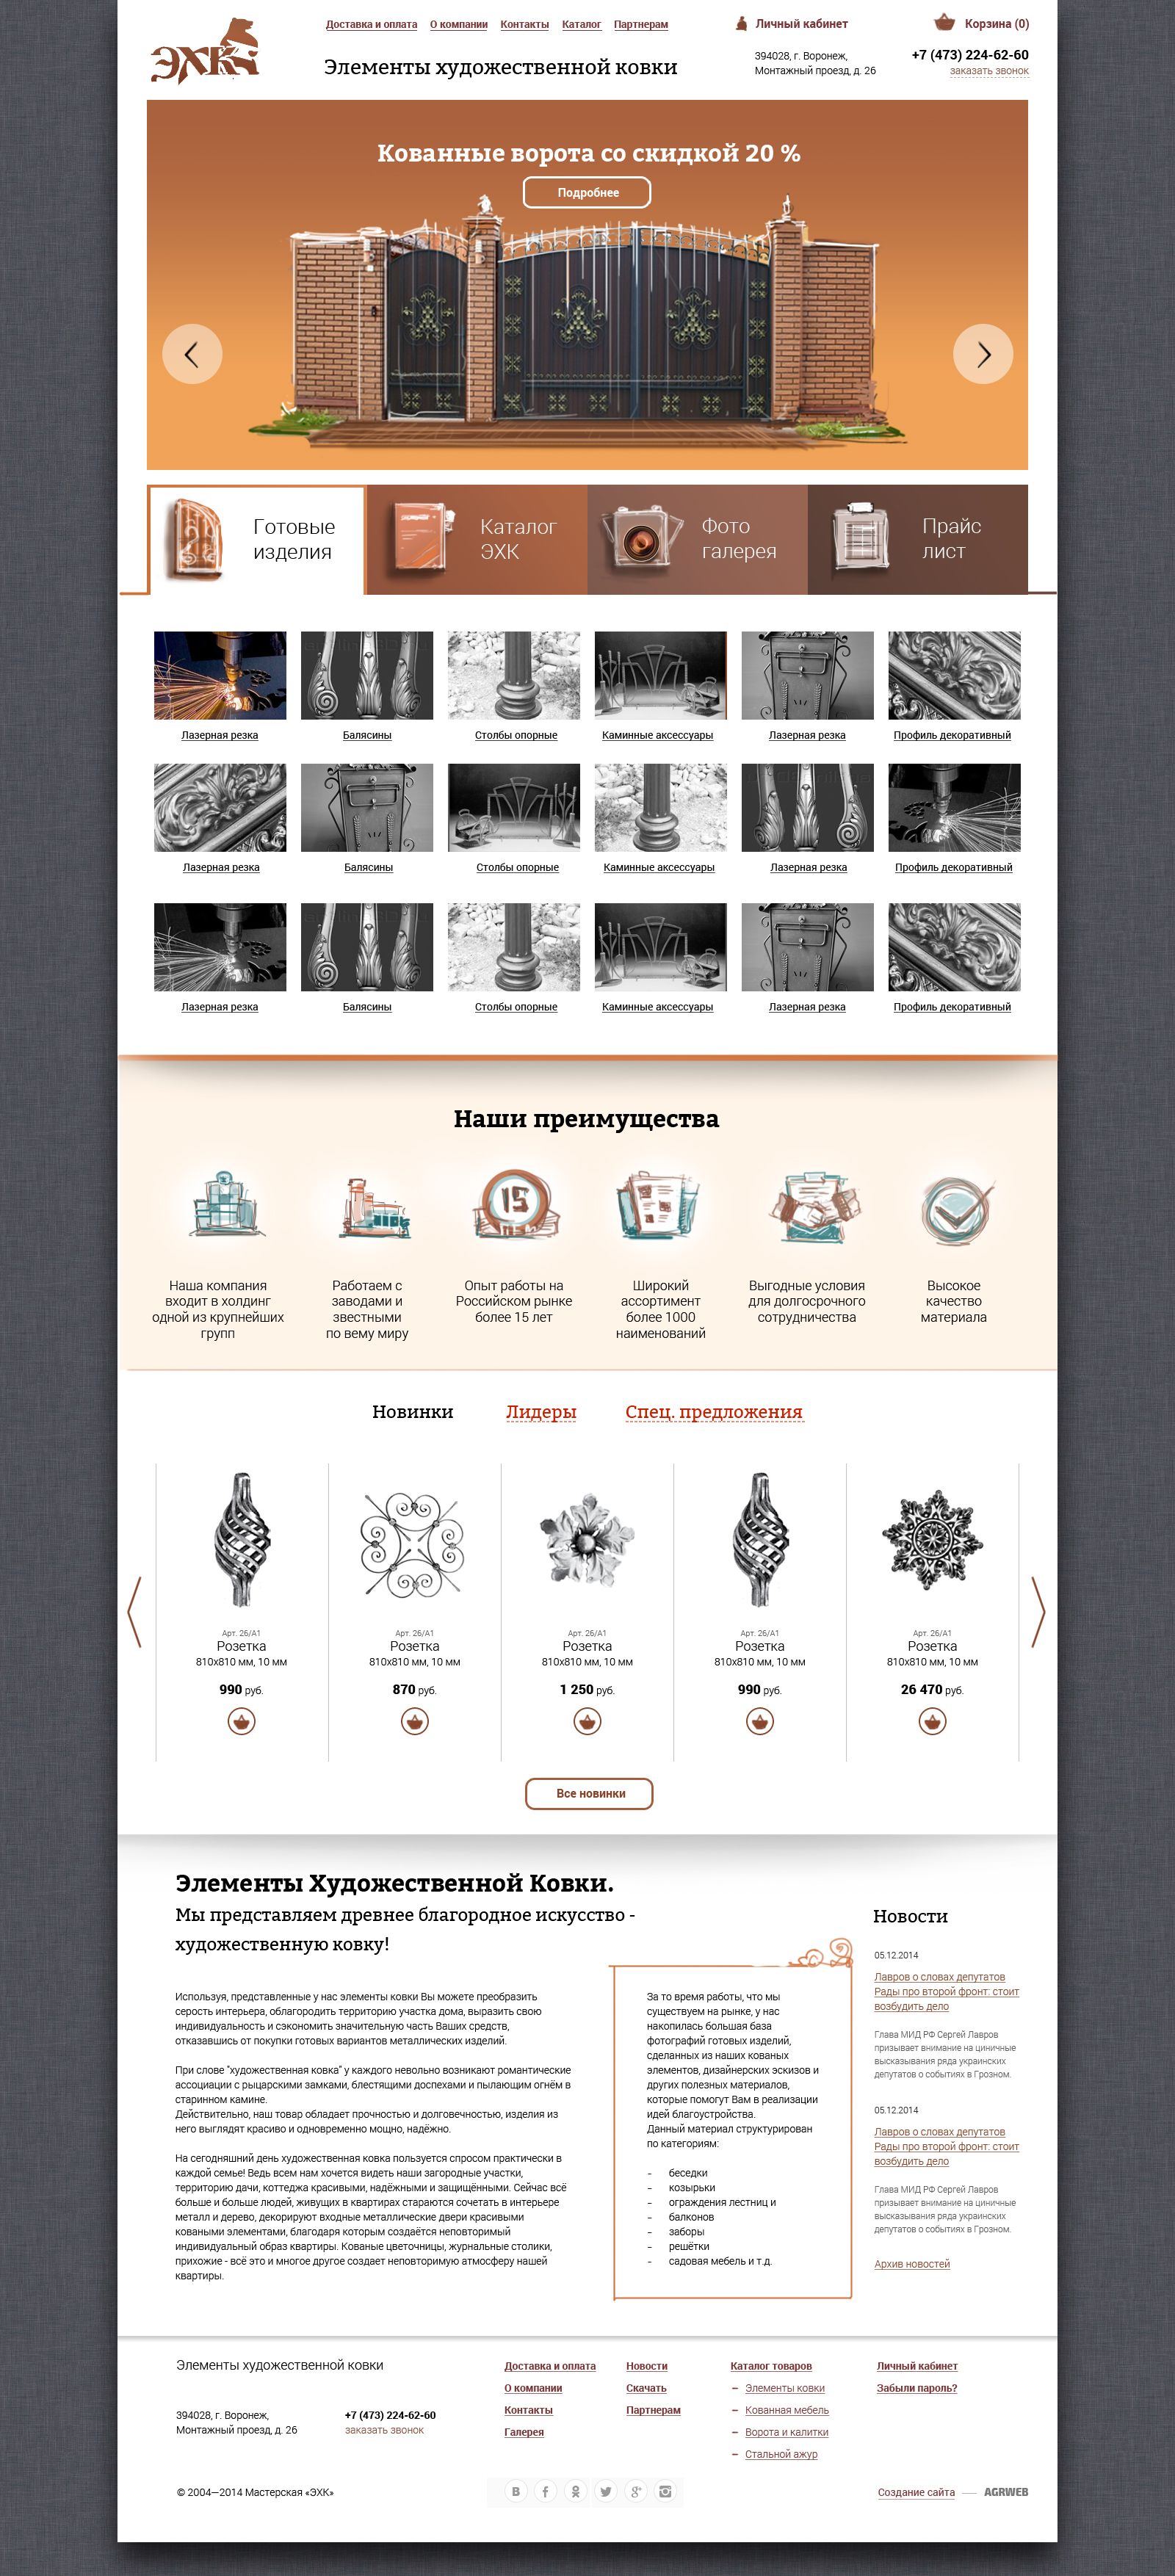 ЭХК
Доставка и оплата О компании Контакты Каталог Партнерам
Личный кабинет
Корзина (0)
Элементы художественной ковки
394028, г. Воронеж,
Монтажный проезд, д. 26
+7 (473) 224-62-60
заказать звонок
Кованные ворота со скидкой 20 %
Подробнее
Готовые
изделия
Каталог
ЭХК
Фото
галерея
Прайс
лист
Лазерная резка Балясины Столбы опорные Каминные аксессуары Лазерная резка Профиль декоративный
Лазерная резка Балясины Столбы опорные Каминные аксессуары Лазерная резка Профиль декоративный
Лазерная резка Балясины Столбы опорные Каминные аксессуары Лазерная резка Профиль декоративный
Наши преимущества
15
Наша компания
входит в холдинг
одной из крупнейших
групп
Работаем с
заводами и
звестными
по вему миру
Опыт работы на
Российском рынке
более 15 лет
Широкий
ассортимент
более 1000
наименований
Выгодные условия
для долгосрочного
сотрудничества
Высокое
качество
материала
Новинки Лидеры Спец. предложения
Арт. 26/А1
Розетка
810x810 мм, 10 мм
990 руб.
Арт. 26/А1
Розетка
810x810 мм, 10 мм
870 руб.
Арт. 26/А1
Розетка
810x810 мм, 10 мм
1 250 руб.
Арт. 26/А1
Розетка
810x810 мм, 10 мм
990 руб.
Арт. 26/А1
Розетка
810x810 мм, 10 мм
26 470 руб.
Все новинки
Элементы Художественной Ковки.
Мы представляем древнее благородное искусство -
художественную ковку!
Используя, представленные у нас элементы ковки Вы можете преобразить
серость интерьера, облагородить территорию участка дома, выразить свою
индивидуальность и сэкономить значительную часть Ваших средств,
отказавшись от покупки готовых вариантов металлических изделий.
При слове "художественная ковка" у каждого невольно возникают романтические
ассоциации с рыцарскими замками, блестящими доспехами и пылающим огнём в
старинном камине.
Действительно, наш товар обладает прочностью и долговечностью, изделия из
него выглядят красиво и одновременно мощно, надёжно.
На сегодняшний день художественная ковка пользуется спросом практически в
каждой семье! Ведь всем нам хочется видеть наши загородные участки,
территорию дачи, коттеджа красивыми, надёжными и защищёнными. Сейчас всё
больше и больше людей, живущих в квартирах стараются сочетать в интерьере
металл и дерево, декорируют входные металлические двери красивыми
коваными элементами, благодаря которым создаётся неповторимый
индивидуальный образ квартиры. Кованые цветочницы, журнальные столики,
прихожие - всё это и многое другое создает неповторимую атмосферу нашей
квартиры.
За то время работы, что мы
существуем на рынке, у нас
накопилась большая база
фотографий готовых изделий,
сделанных из наших кованых
элементов, дизайнерских эскизов и
других полезных материалов,
которые помогут Вам в реализации
идей благоустройства.
Данный материал структурирован
по категориям:
- беседки
- козырьки
- ограждения лестниц и
- балконов
- заборы
- решётки
- садовая мебель и т.д.
Новости
05.12.2014
Лавров о словах депутатов
Рады про второй фронт: стоит
возбудить дело
Глава МИД РФ Сергей Лавров
призывает внимание на циничные
высказывания ряда украинских
депутатов о событиях в Грозном.
05.12.2014
Лавров о словах депутатов
Рады про второй фронт: стоит
возбудить дело
Глава МИД РФ Сергей Лавров
призывает внимание на циничные
высказывания ряда украинских
депутатов о событиях в Грозном.
Архив новостей
Элементы художественной ковки
394028, г. Воронеж,
Монтажный проезд, д. 26
+7 (473) 224-62-60
заказать звонок
Доставка и оплата
О компании
Контакты
Галерея
Новости
Скачать
Партнерам
Каталог товаров
– Элементы ковки
– Кованная мебель
– Ворота и калитки
– Стальной ажур
Личный кабинет
Забыли пароль?
© 2004—2014 Мастерская «ЭХК»
Создание сайта — AGRWEB